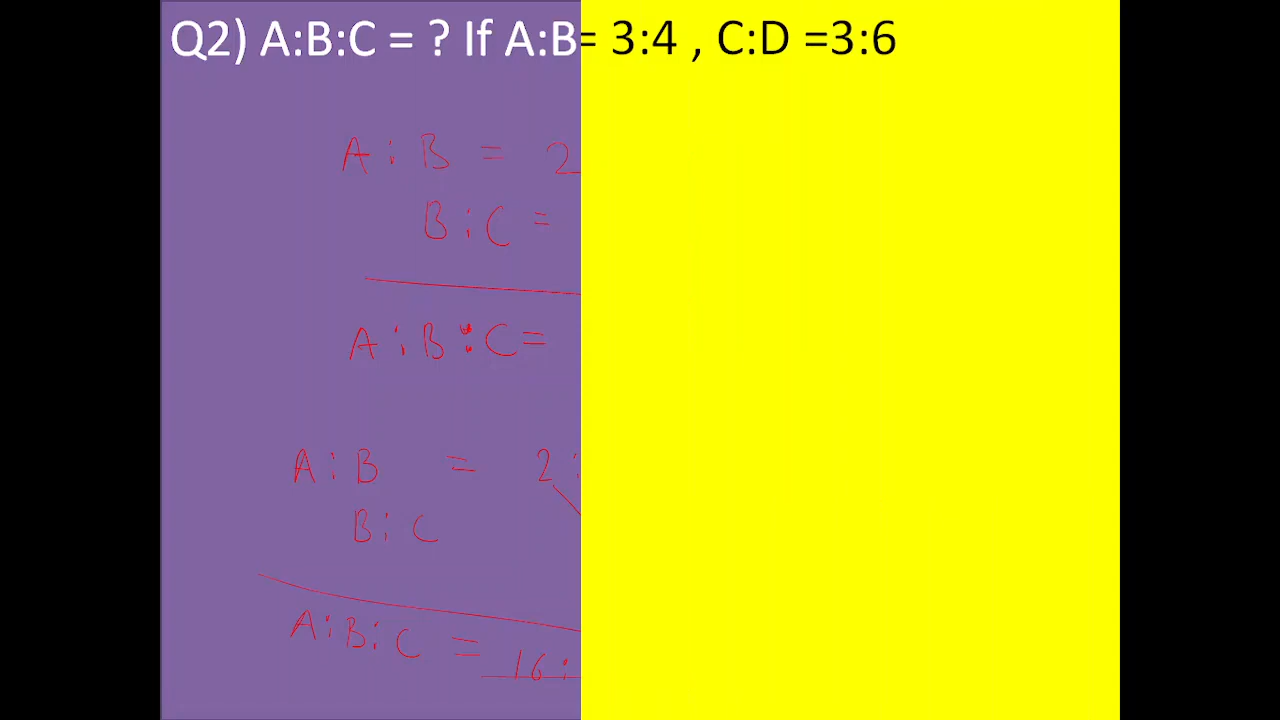 Q2) A:B:C = ? If A:B= 3:4 , C:D =3:6
A : B = 2
B : C =
A : B : C =
A : B = 2 :
B : C
A : B : C = 16 :